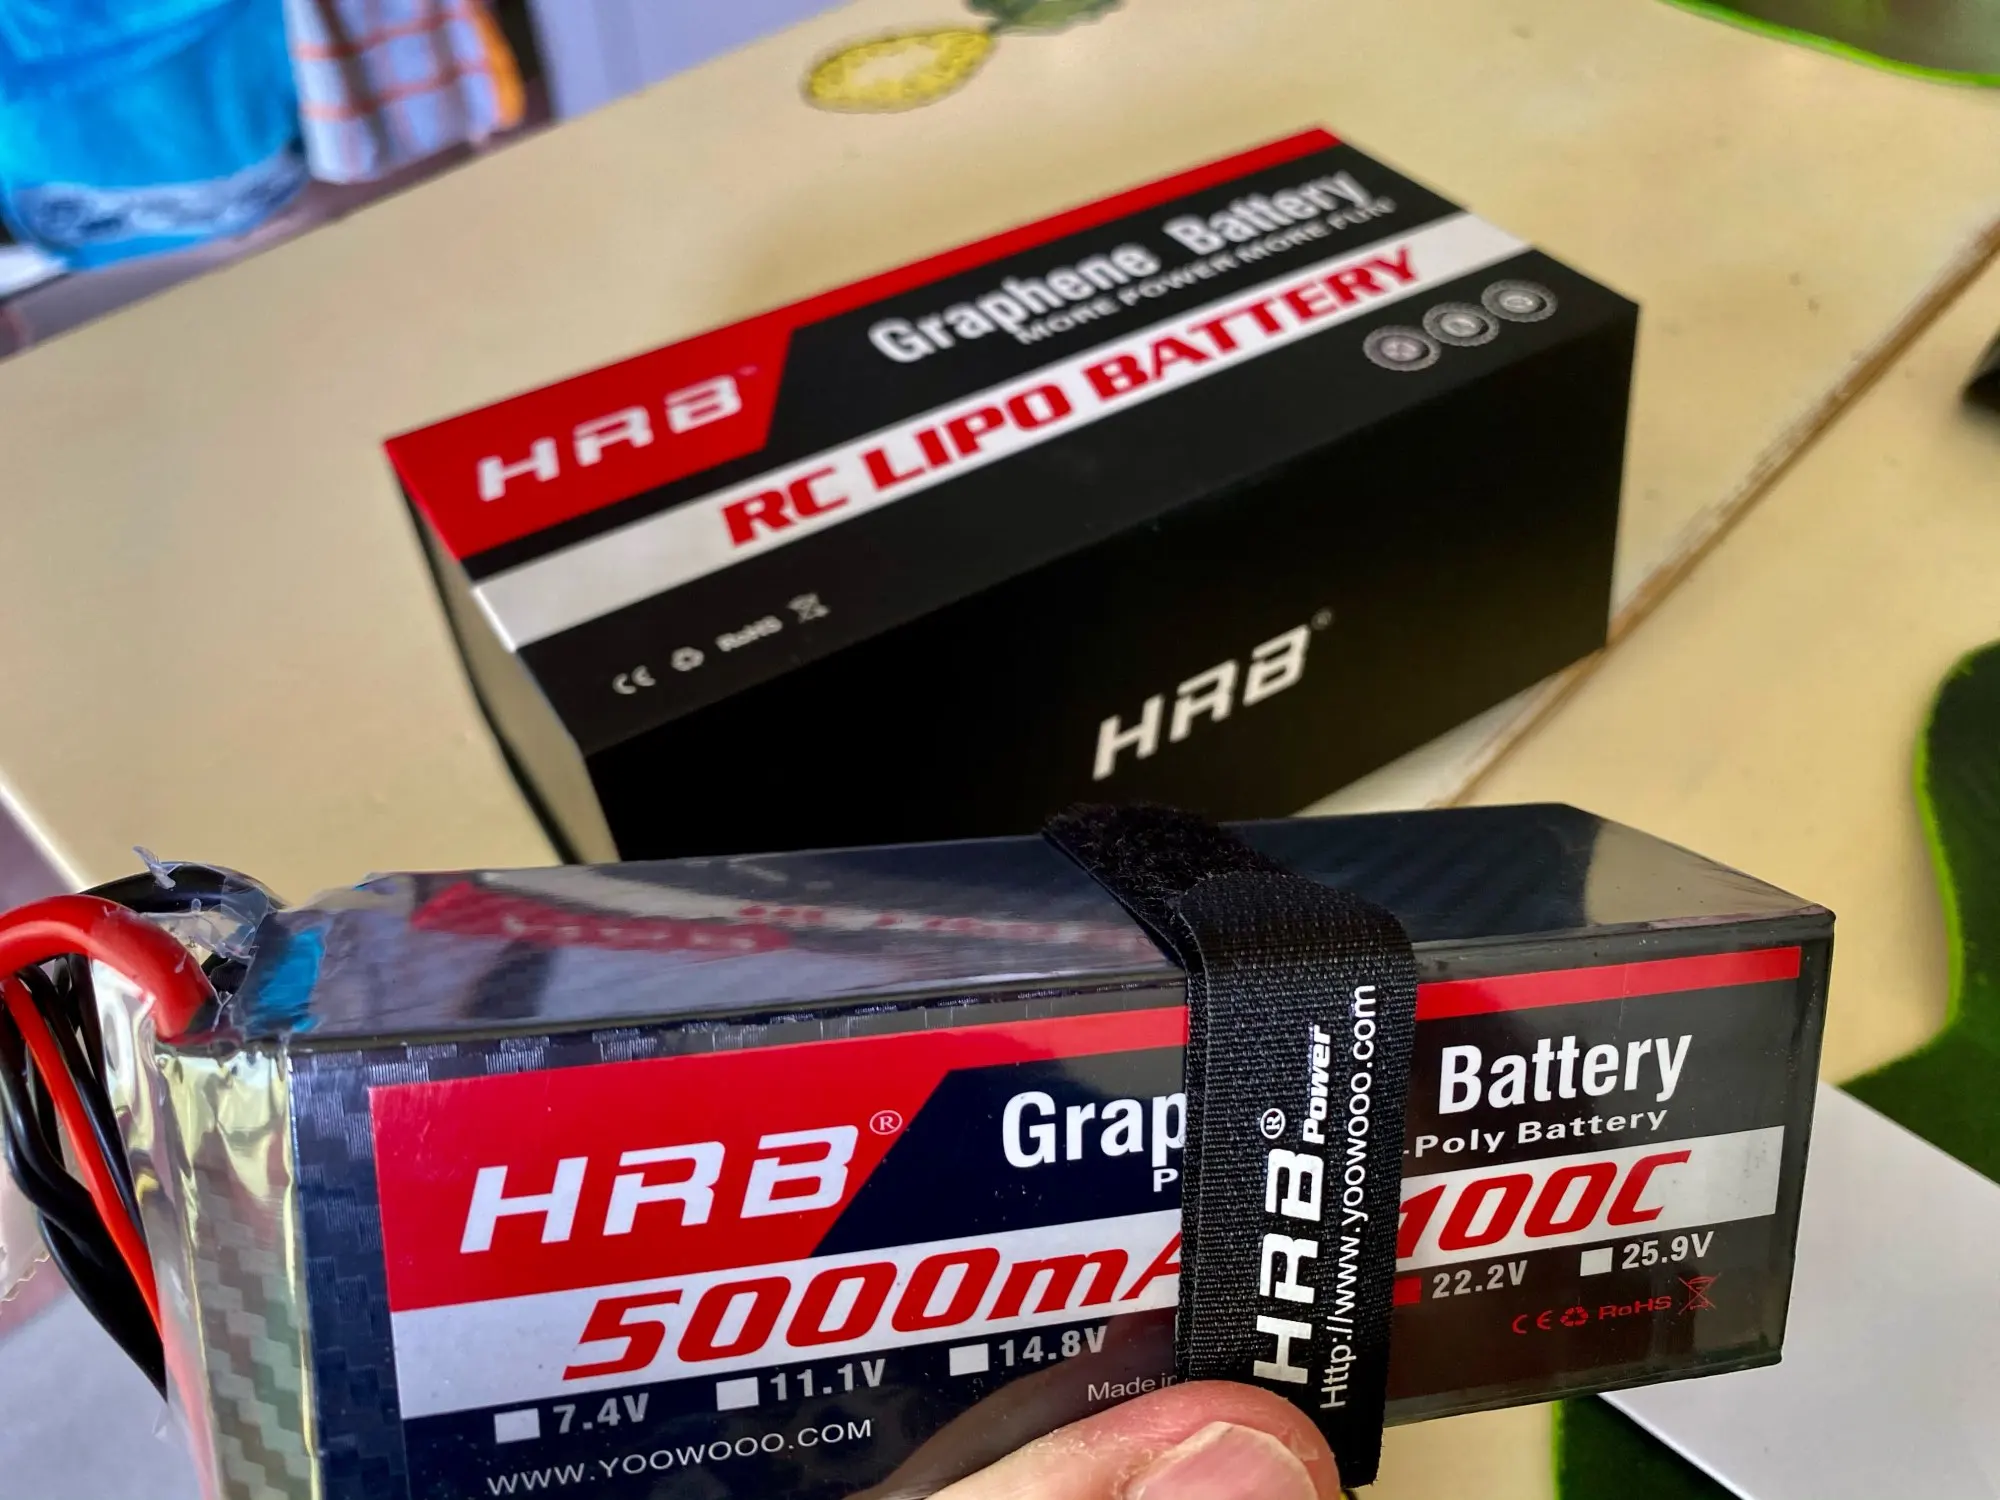 Graphene Battery
MORE POWER MORE FUN
HRB
RC LIPO BATTERY
CE RoHS
HRB®
HRB®
Grap
Battery
-Poly Battery
5000mA
100C
7.4V
11.1V
14.8V
22.2V
25.9V
CE RoHS
Made in
WWW.YOOWOOO.COM
HRB® Power
Http://www.yoowooo.com